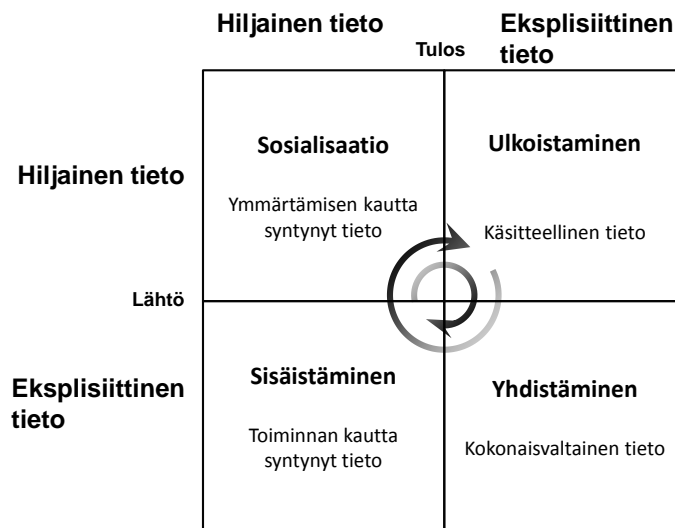 Hiljainen tieto
Eksplisiittinen
tieto
Tulos
Sosialisaatio
Ulkoistaminen
Hiljainen tieto
Ymmärtämisen kautta
syntynyt tieto
Käsitteellinen tieto
Lähtö
Sisäistäminen
Yhdistäminen
Eksplisiittinen
tieto
Toiminnan kautta
syntynyt tieto
Kokonaisvaltainen tieto